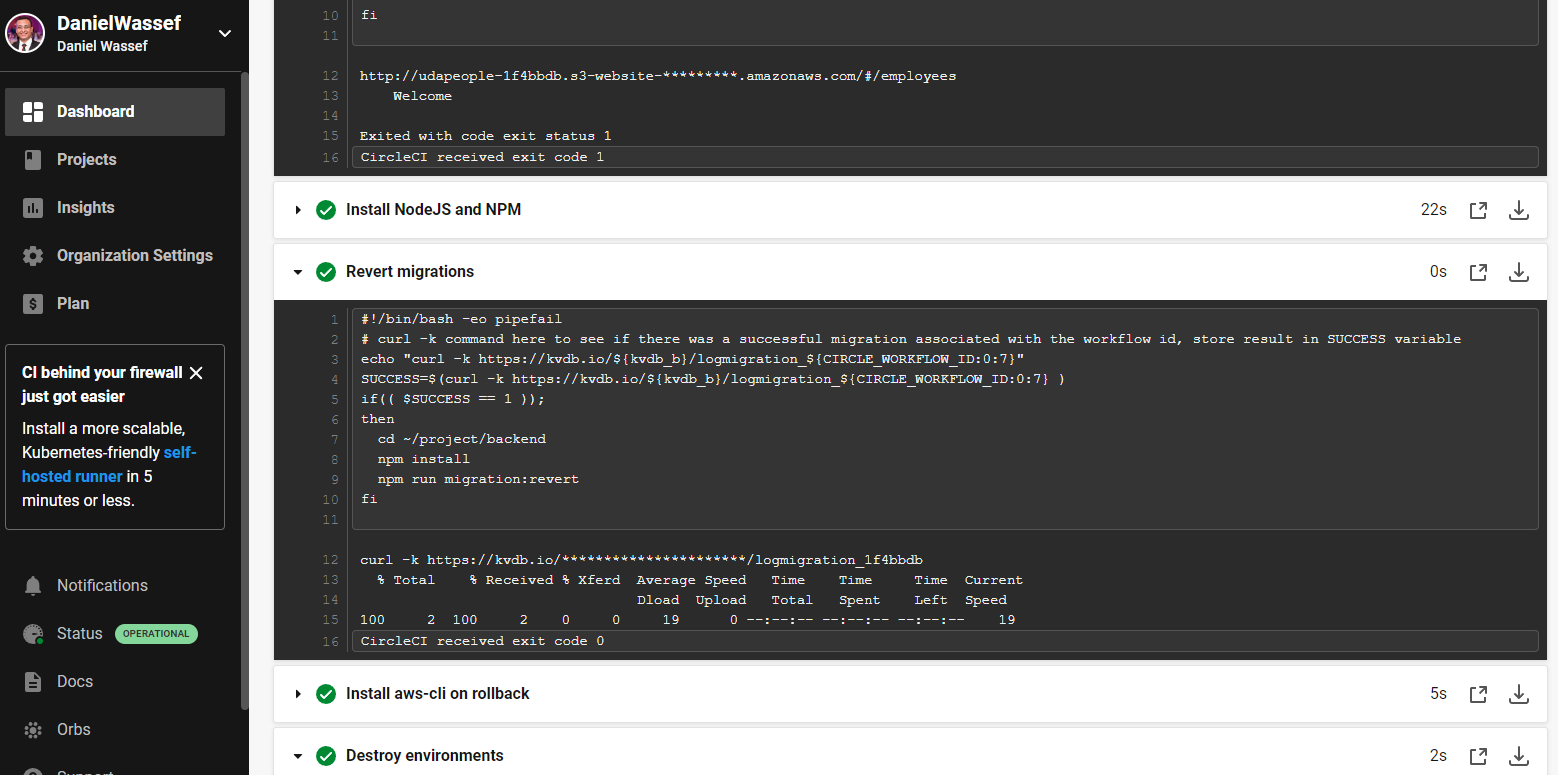 DanielWassef
Daniel Wassef
Dashboard
Projects
Insights
Organization Settings
Plan
CI behind your firewall
just got easier
Install a more scalable,
Kubernetes-friendly self-
hosted runner in 5
minutes or less.
Notifications
Status OPERATIONAL
Docs
Orbs
Support
10 fi
11
12 http://udapeople-1f4bbdb.s3-website-*********.amazonaws.com/#/employees
13 Welcome
14
15 Exited with code exit status 1
16 CircleCI received exit code 1
Install NodeJS and NPM 22s
Revert migrations 0s
1 #!/bin/bash -eo pipefail
2 # curl -k command here to see if there was a successful migration associated with the workflow id, store result in SUCCESS variable
3 echo "curl -k https://kvdb.io/${kvdb_b}/logmigration_${CIRCLE_WORKFLOW_ID:0:7}"
4 SUCCESS=$(curl -k https://kvdb.io/${kvdb_b}/logmigration_${CIRCLE_WORKFLOW_ID:0:7} )
5 if(( $SUCCESS == 1 ));
6 then
7 cd ~/project/backend
8 npm install
9 npm run migration:revert
10 fi
11
12 curl -k https://kvdb.io/**********************/logmigration_1f4bbdb
13 % Total % Received % Xferd Average Speed Time Time Time Current
14 Dload Upload Total Spent Left Speed
15 100 2 100 2 0 0 19 0 --:--:-- --:--:-- --:--:-- 19
16 CircleCI received exit code 0
Install aws-cli on rollback 5s
Destroy environments 2s